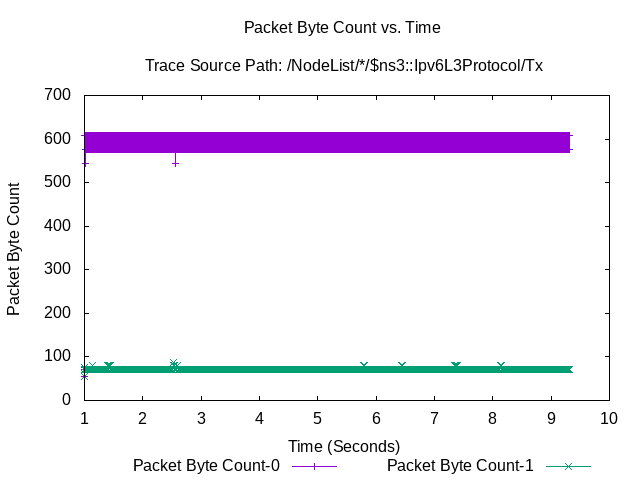 Packet Byte Count vs. Time
Trace Source Path: /NodeList/*/$ns3::Ipv6L3Protocol/Tx
700
600
500
400
300
200
100
0
Packet Byte Count
1 2 3 4 5 6 7 8 9 10
Time (Seconds)
Packet Byte Count-0 Packet Byte Count-1